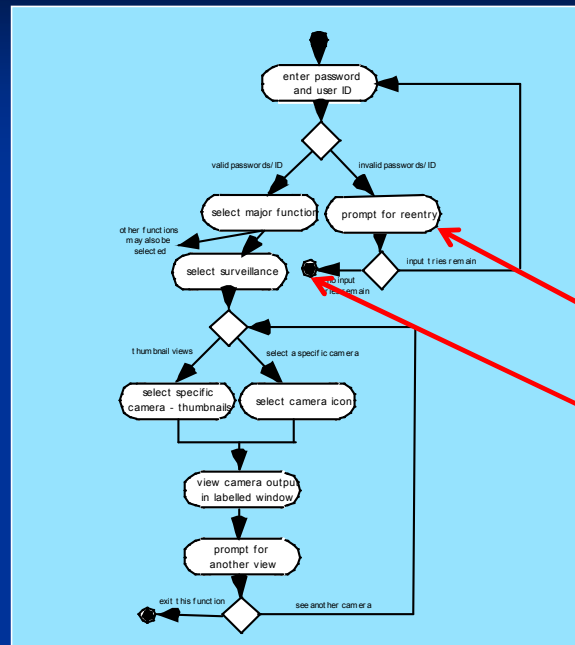 enter password
and user ID
valid passwords/ID
invalid passwords/ID
select major function
prompt for reentry
other functions
may also be
selected
input tries remain
select surveillance
input
tries remain
thumbnail views
select a specific camera
select specific
camera - thumbnails
select camera icon
view camera output
in labelled window
prompt for
another view
exit this function
see another camera